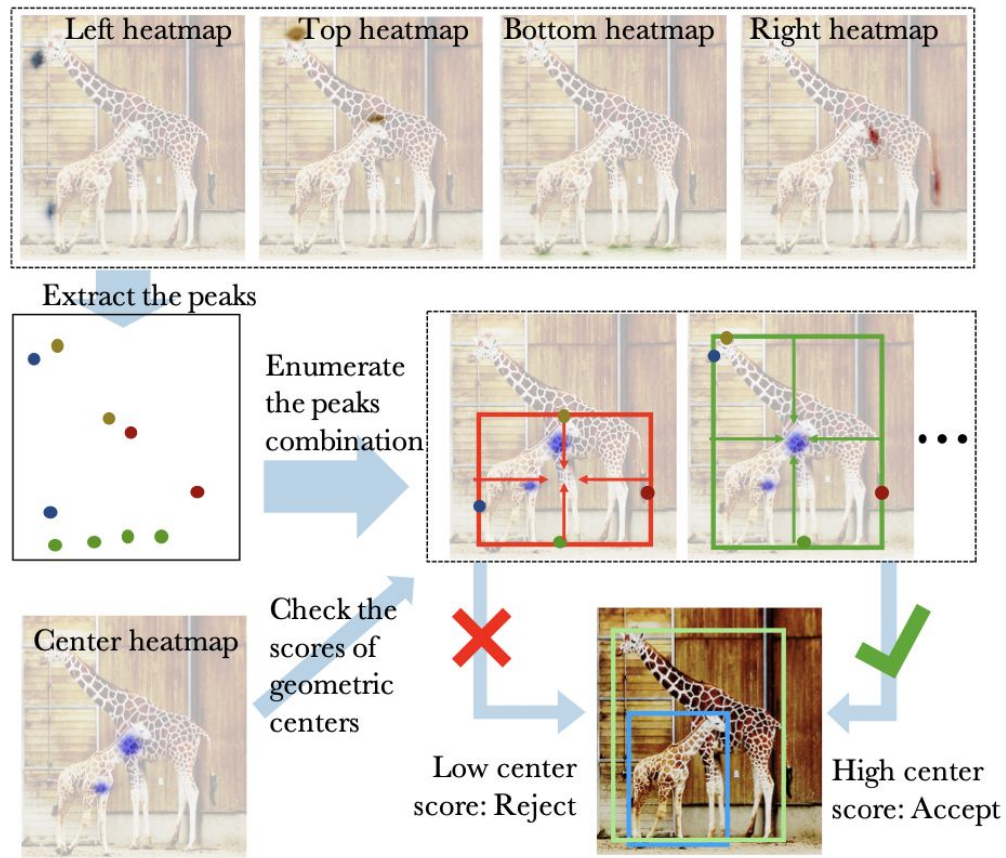 Left heatmap
Top heatmap
Bottom heatmap
Right heatmap
Extract the peaks
Enumerate
the peaks
combination
Center heatmap
Check the
scores of
geometric
centers
Low center
score: Reject
High center
score: Accept